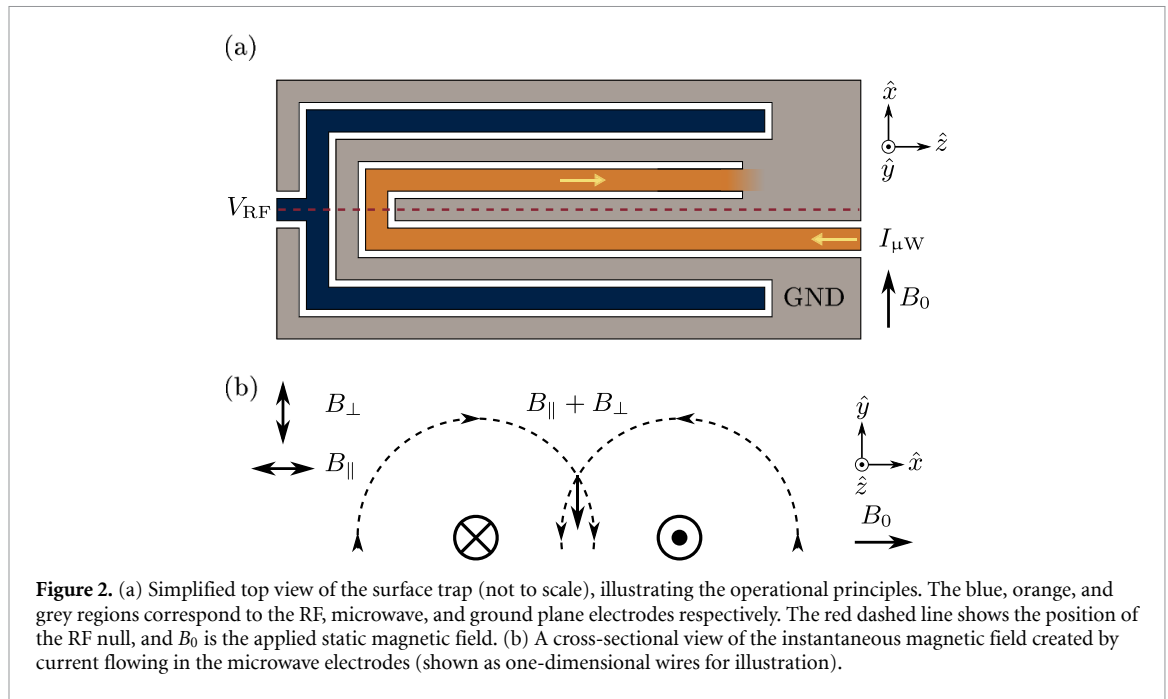 (a)
x̂
ẑ
ŷ
V_RF
I_μW
GND
B₀
(b)
B_⊥
B_∥ + B_⊥
ŷ
B_∥
x̂
ẑ
B₀
Figure 2. (a) Simplified top view of the surface trap (not to scale), illustrating the operational principles. The blue, orange, and
grey regions correspond to the RF, microwave, and ground plane electrodes respectively. The red dashed line shows the position of
the RF null, and B₀ is the applied static magnetic field. (b) A cross-sectional view of the instantaneous magnetic field created by
current flowing in the microwave electrodes (shown as one-dimensional wires for illustration).